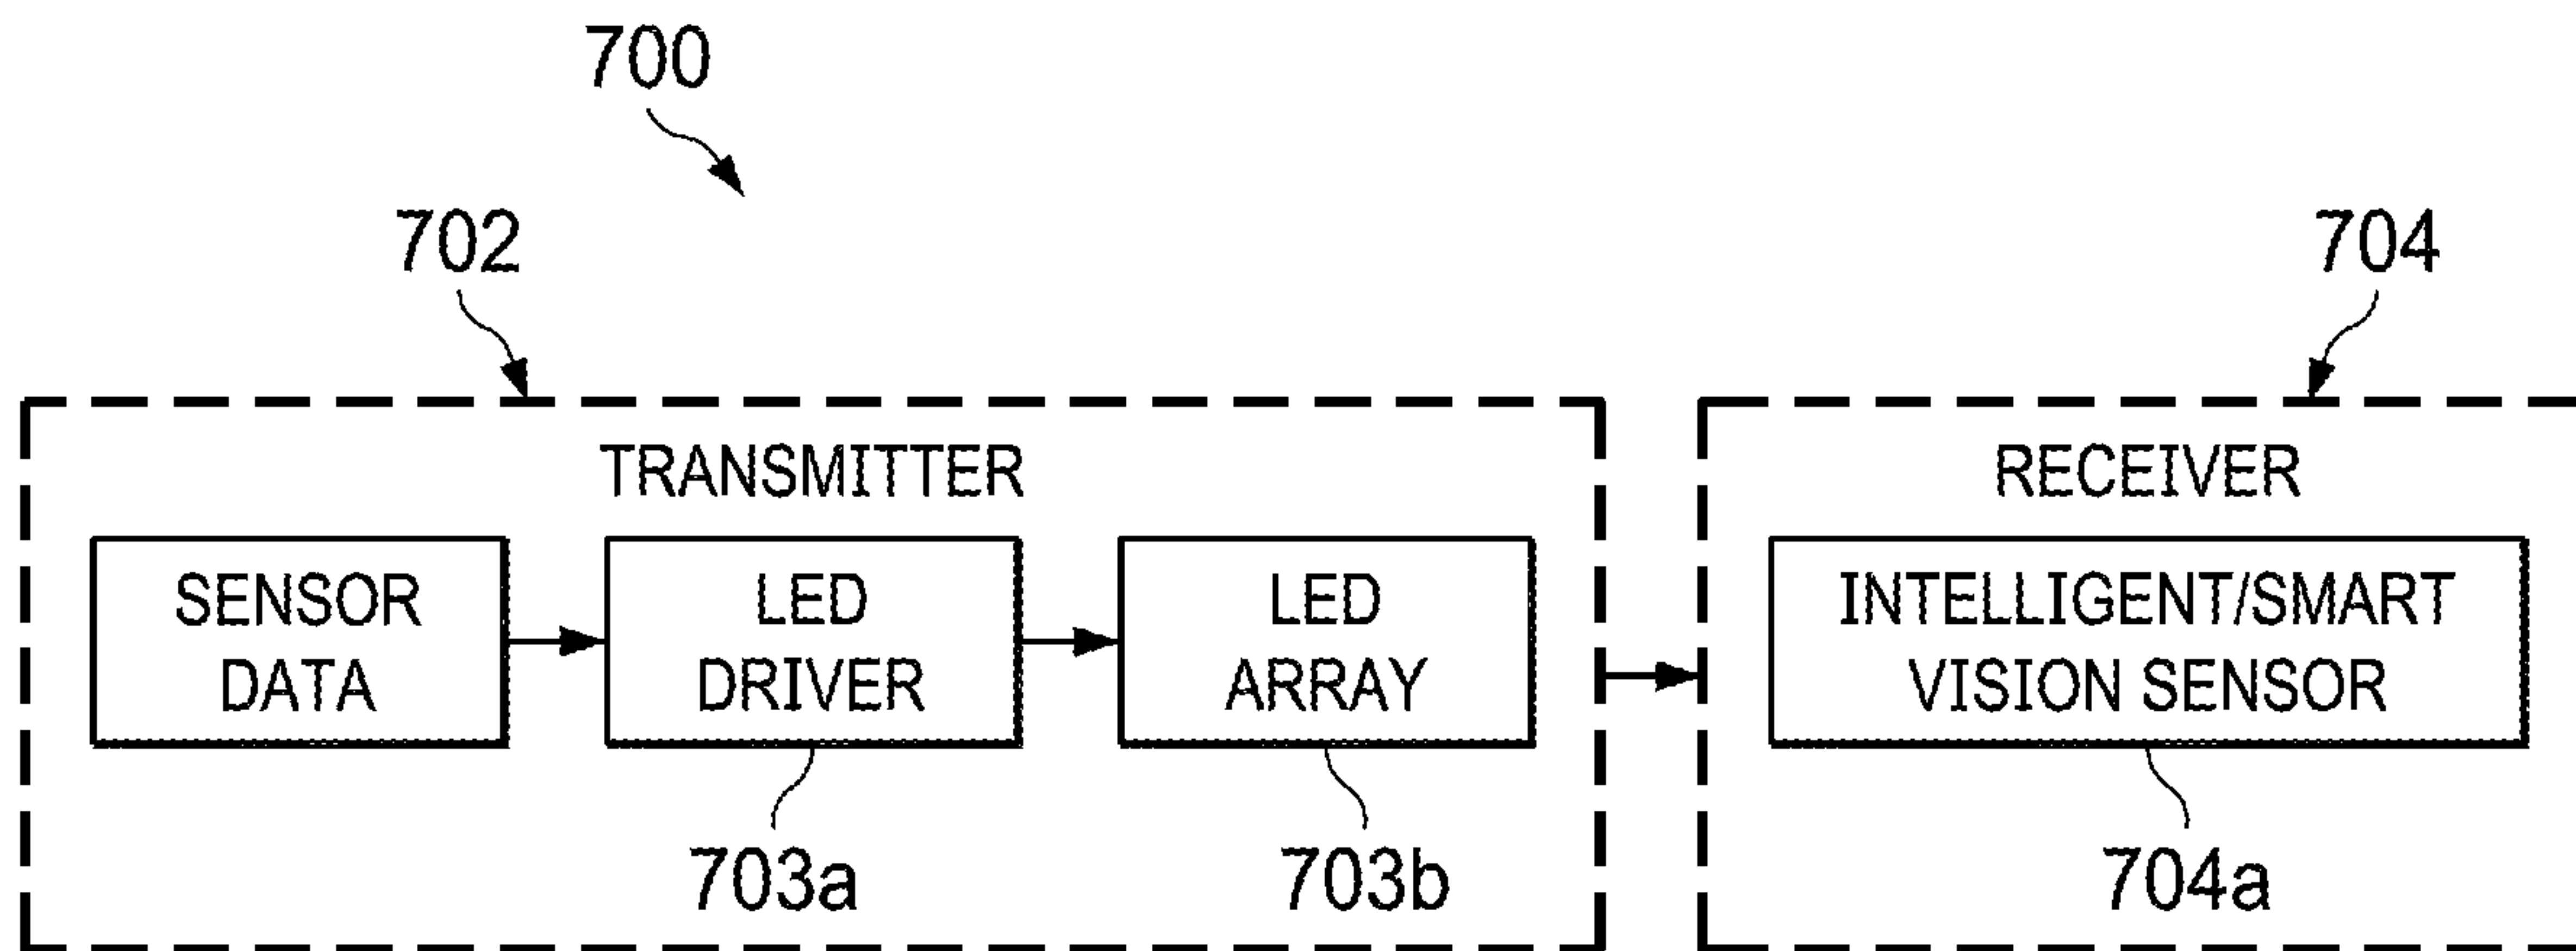 700
702
704
TRANSMITTER
RECEIVER
SENSOR
DATA
LED
DRIVER
LED
ARRAY
INTELLIGENT/SMART
VISION SENSOR
703a
703b
704a